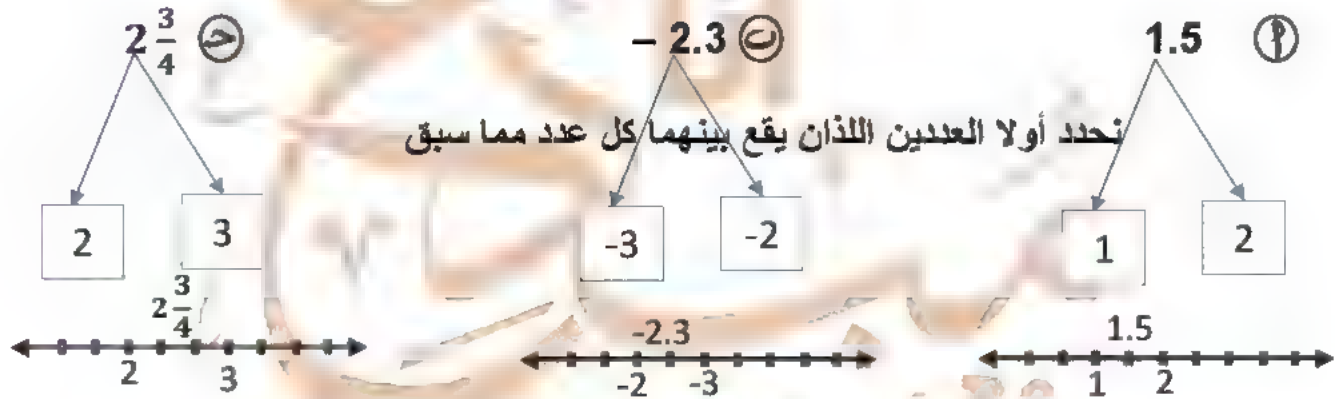 أ 1.5 ب – 2.3 ح 2 3/4
نحدد أولا العددين اللذان يقع بينهما كل عدد مما سبق
1 2 -3 -2 2 3
1.5 -2.3 2 3/4
1 2 -2 -3 2 3